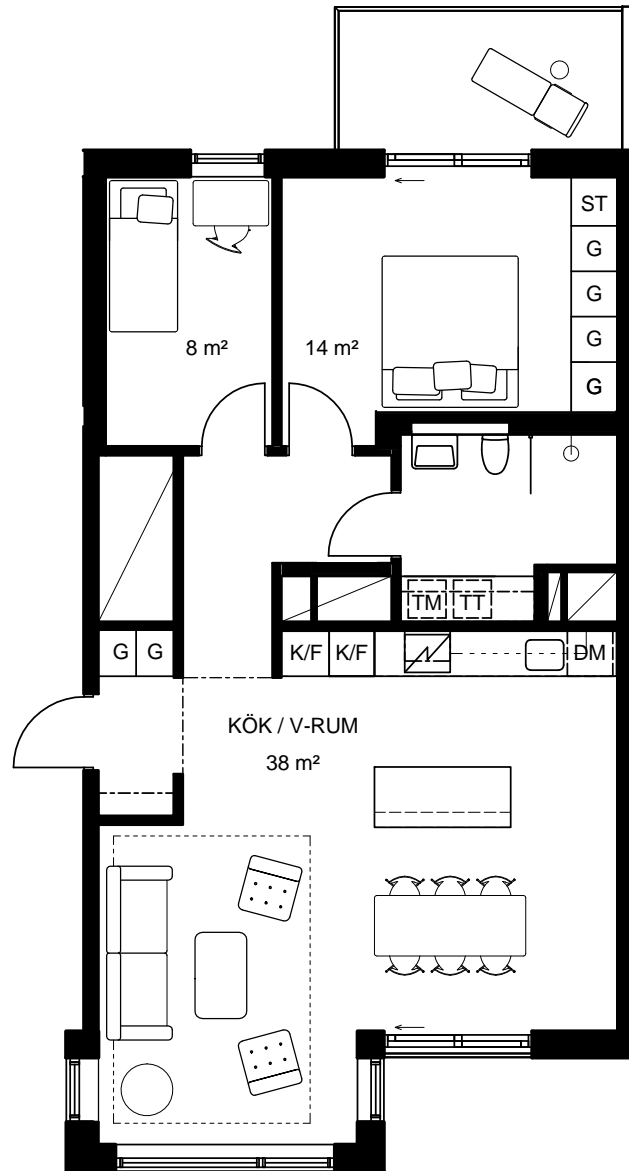 ST
G
G
8 m²
14 m²
G
G
TM TT
G G
K/F K/F
DM
KÖK / V-RUM
38 m²